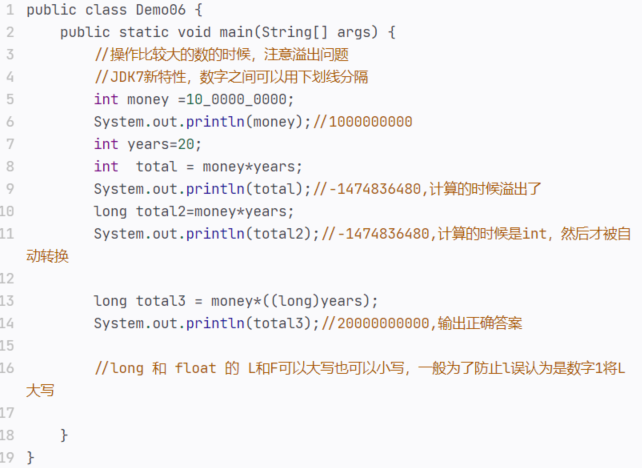 1 public class Demo06 {
2     public static void main(String[] args) {
3         //操作比较大的数的时候，注意溢出问题
4         //JDK7新特性，数字之间可以用下划线分隔
5         int money =10_0000_0000;
6         System.out.println(money);//1000000000
7         int years=20;
8         int  total = money*years;
9         System.out.println(total);//-1474836480,计算的时候溢出了
10         long total2=money*years;
11         System.out.println(total2);//-1474836480,计算的时候是int，然后才被自
动转换
12
13         long total3 = money*((long)years);
14         System.out.println(total3);//20000000000,输出正确答案
15
16         //long 和 float 的 L和F可以大写也可以小写，一般为了防止l误认为是数字1将L
大写
17
18     }
19 }